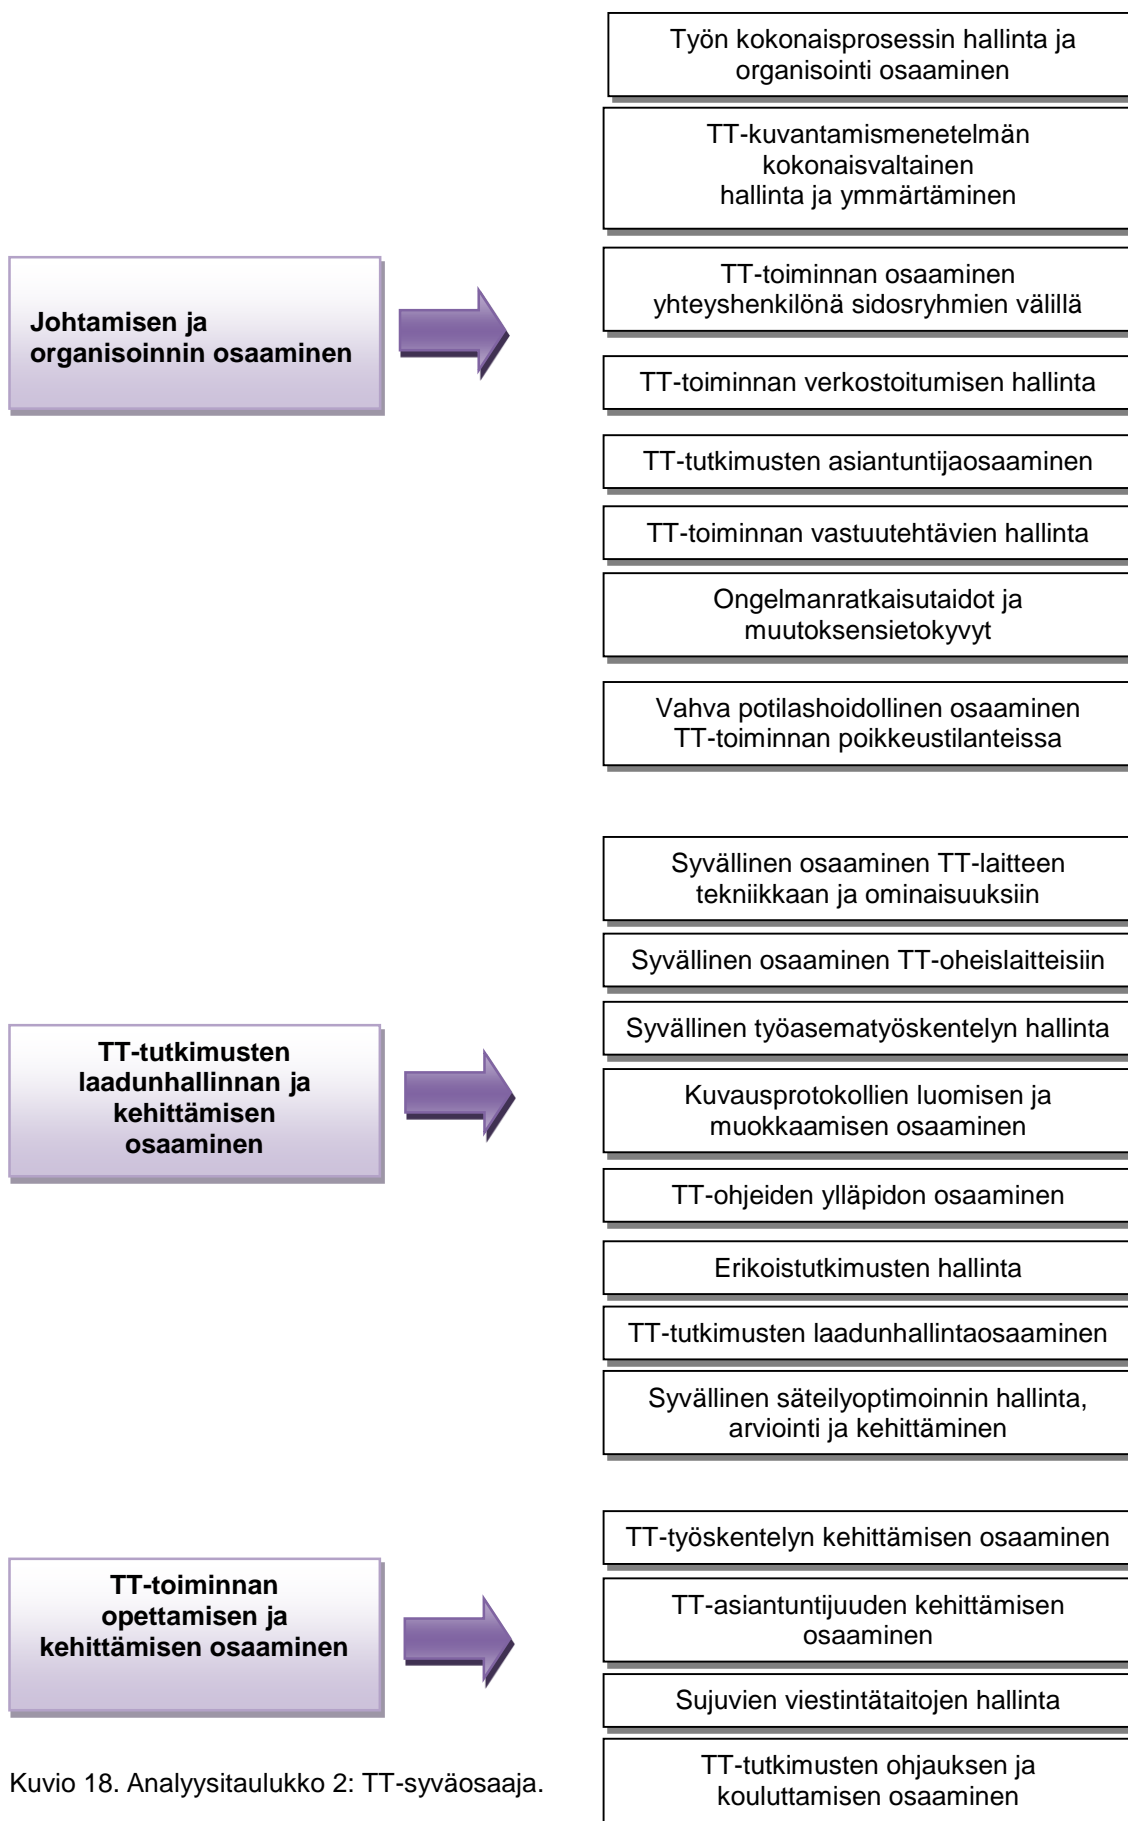 Johtamisen ja
organisoinnin osaaminen
Työn kokonaisprosessin hallinta ja
organisointi osaaminen
TT-kuvantamismenetelmän
kokonaisvaltainen
hallinta ja ymmärtäminen
TT-toiminnan osaaminen
yhteyshenkilönä sidosryhmien välillä
TT-toiminnan verkostoitumisen hallinta
TT-tutkimusten asiantuntijaosaaminen
TT-toiminnan vastuutehtävien hallinta
Ongelmanratkaisutaidot ja
muutoksensietokyvyt
Vahva potilashoidollinen osaaminen
TT-toiminnan poikkeustilanteissa
TT-tutkimusten
laadunhallinnan ja
kehittämisen
osaaminen
Syvällinen osaaminen TT-laitteen
tekniikkaan ja ominaisuuksiin
Syvällinen osaaminen TT-oheislaitteisiin
Syvällinen työasematyöskentelyn hallinta
Kuvausprotokollien luomisen ja
muokkaamisen osaaminen
TT-ohjeiden ylläpidon osaaminen
Erikoistutkimusten hallinta
TT-tutkimusten laadunhallintaosaaminen
Syvällinen säteilyoptimoinnin hallinta,
arviointi ja kehittäminen
TT-toiminnan
opettamisen ja
kehittämisen osaaminen
TT-työskentelyn kehittämisen osaaminen
TT-asiantuntijuuden kehittämisen
osaaminen
Sujuvien viestintätaitojen hallinta
TT-tutkimusten ohjauksen ja
kouluttamisen osaaminen
Kuvio 18. Analyysitaulukko 2: TT-syväosaaja.